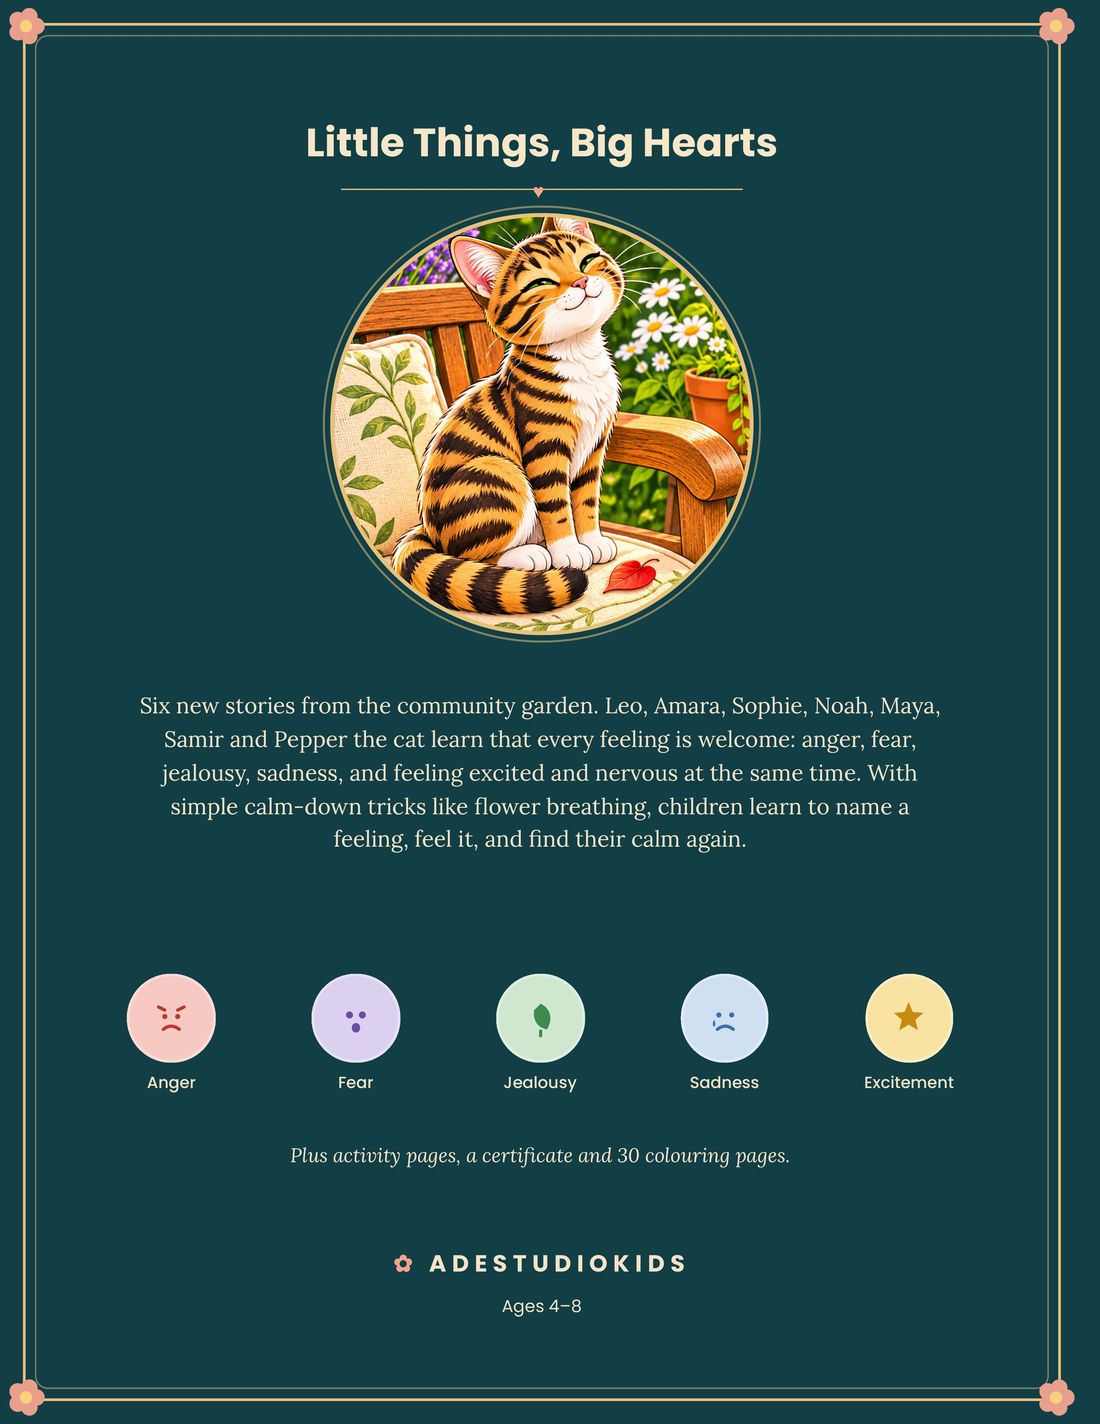 Little Things, Big Hearts
Six new stories from the community garden. Leo, Amara, Sophie, Noah, Maya,
Samir and Pepper the cat learn that every feeling is welcome: anger, fear,
jealousy, sadness, and feeling excited and nervous at the same time. With
simple calm-down tricks like flower breathing, children learn to name a
feeling, feel it, and find their calm again.
Anger
Fear
Jealousy
Sadness
Excitement
Plus activity pages, a certificate and 30 colouring pages.
ADESTUDIOKIDS
Ages 4–8